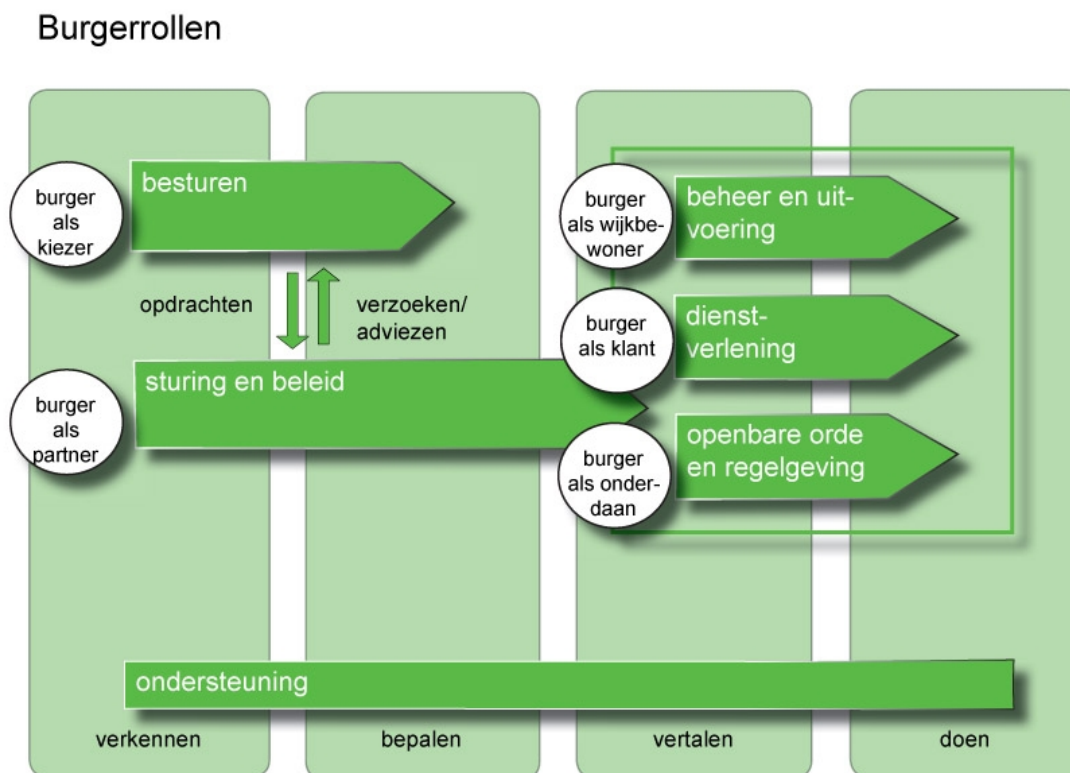 Burgerrollen
burger
als
kiezer
besturen
burger
als wijkbe-
woner
beheer en uit-
voering
opdrachten
verzoeken/
adviezen
burger
als klant
dienst-
verlening
burger
als
partner
sturing en beleid
burger
als onder-
daan
openbare orde
en regelgeving
ondersteuning
verkennen
bepalen
vertalen
doen